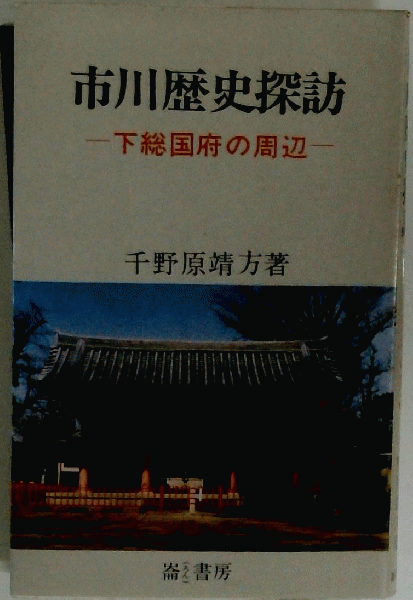 市川歴史探訪
―下総国府の周辺―
千野原靖方著
崙書房